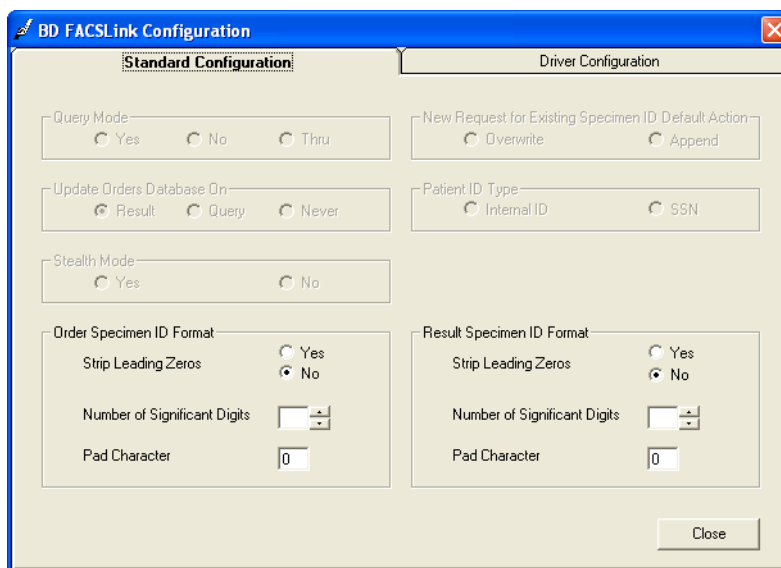 BD FACSLink Configuration
Standard Configuration
Driver Configuration
Query Mode
Yes No Thru
New Request for Existing Specimen ID Default Action
Overwrite Append
Update Orders Database On
Result Query Never
Patient ID Type
Internal ID SSN
Stealth Mode
Yes No
Order Specimen ID Format
Strip Leading Zeros
Yes
No
Number of Significant Digits
Pad Character 0
Result Specimen ID Format
Strip Leading Zeros
Yes
No
Number of Significant Digits
Pad Character 0
Close